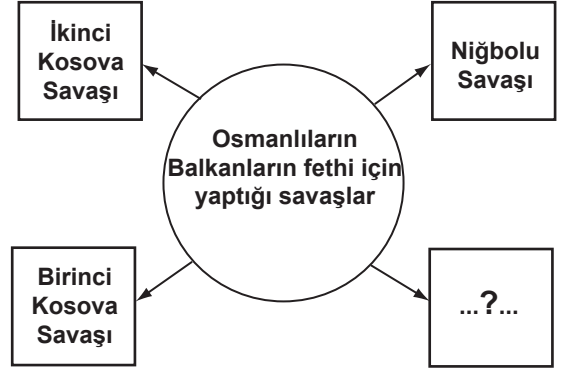 İkinci
Kosova
Savaşı
Niğbolu
Savaşı
Osmanlıların
Balkanların fethi için
yaptığı savaşlar
Birinci
Kosova
Savaşı
...?...